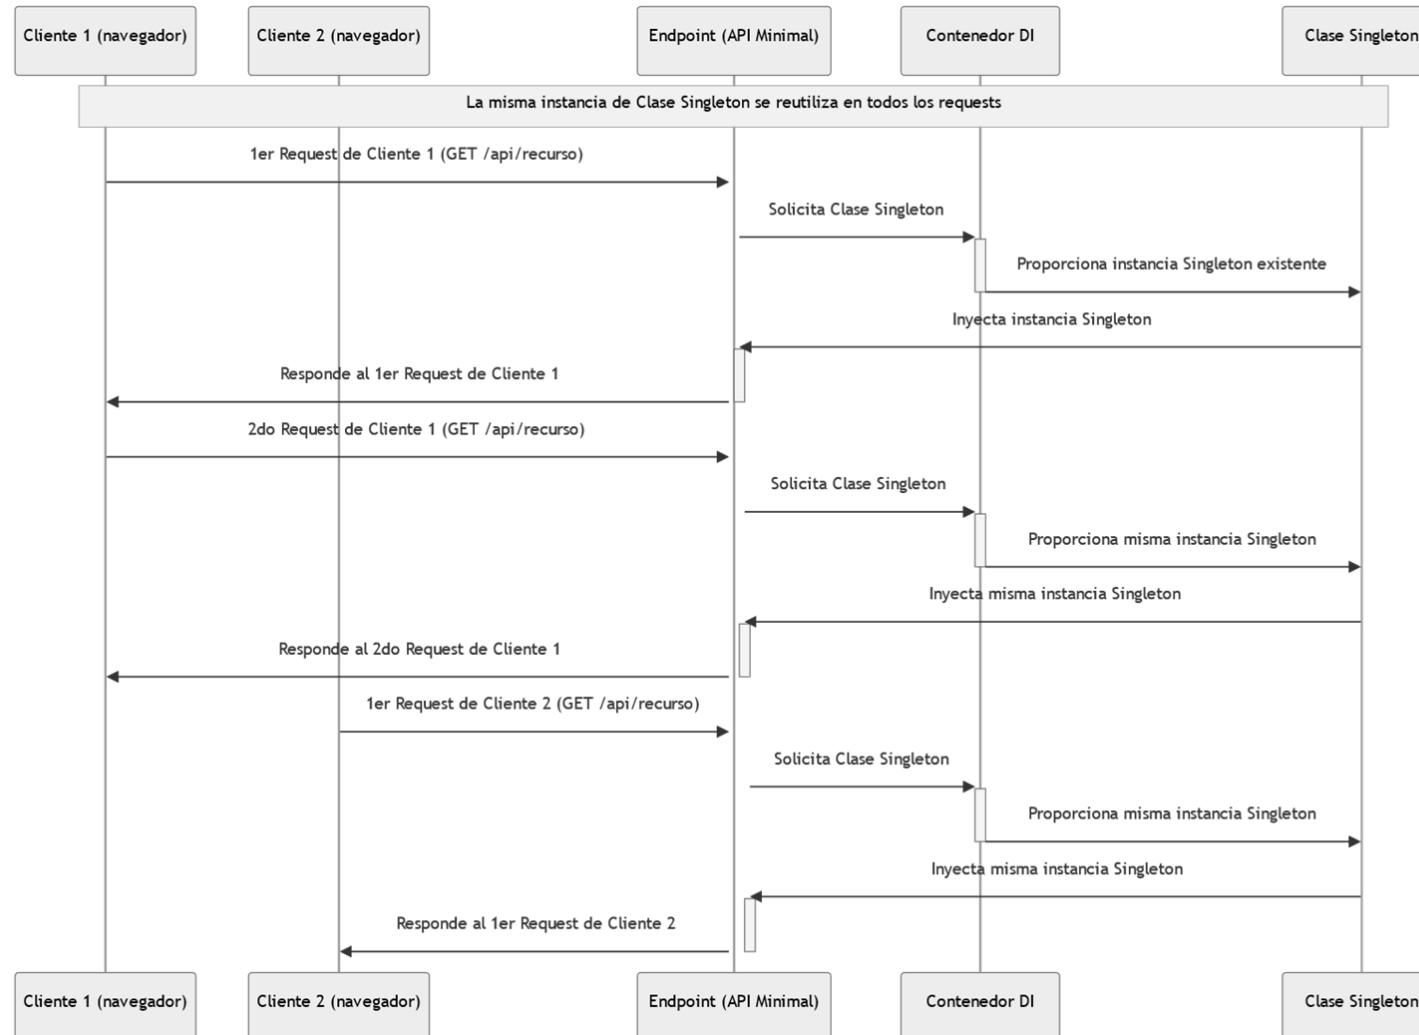 Cliente 1 (navegador)
Cliente 2 (navegador)
Endpoint (API Minimal)
Contenedor DI
Clase Singleton
La misma instancia de Clase Singleton se reutiliza en todos los requests
1er Request de Cliente 1 (GET /api/recurso)
Solicita Clase Singleton
Proporciona instancia Singleton existente
Inyecta instancia Singleton
Responde al 1er Request de Cliente 1
2do Request de Cliente 1 (GET /api/recurso)
Solicita Clase Singleton
Proporciona misma instancia Singleton
Inyecta misma instancia Singleton
Responde al 2do Request de Cliente 1
1er Request de Cliente 2 (GET /api/recurso)
Solicita Clase Singleton
Proporciona misma instancia Singleton
Inyecta misma instancia Singleton
Responde al 1er Request de Cliente 2
Cliente 1 (navegador)
Cliente 2 (navegador)
Endpoint (API Minimal)
Contenedor DI
Clase Singleton